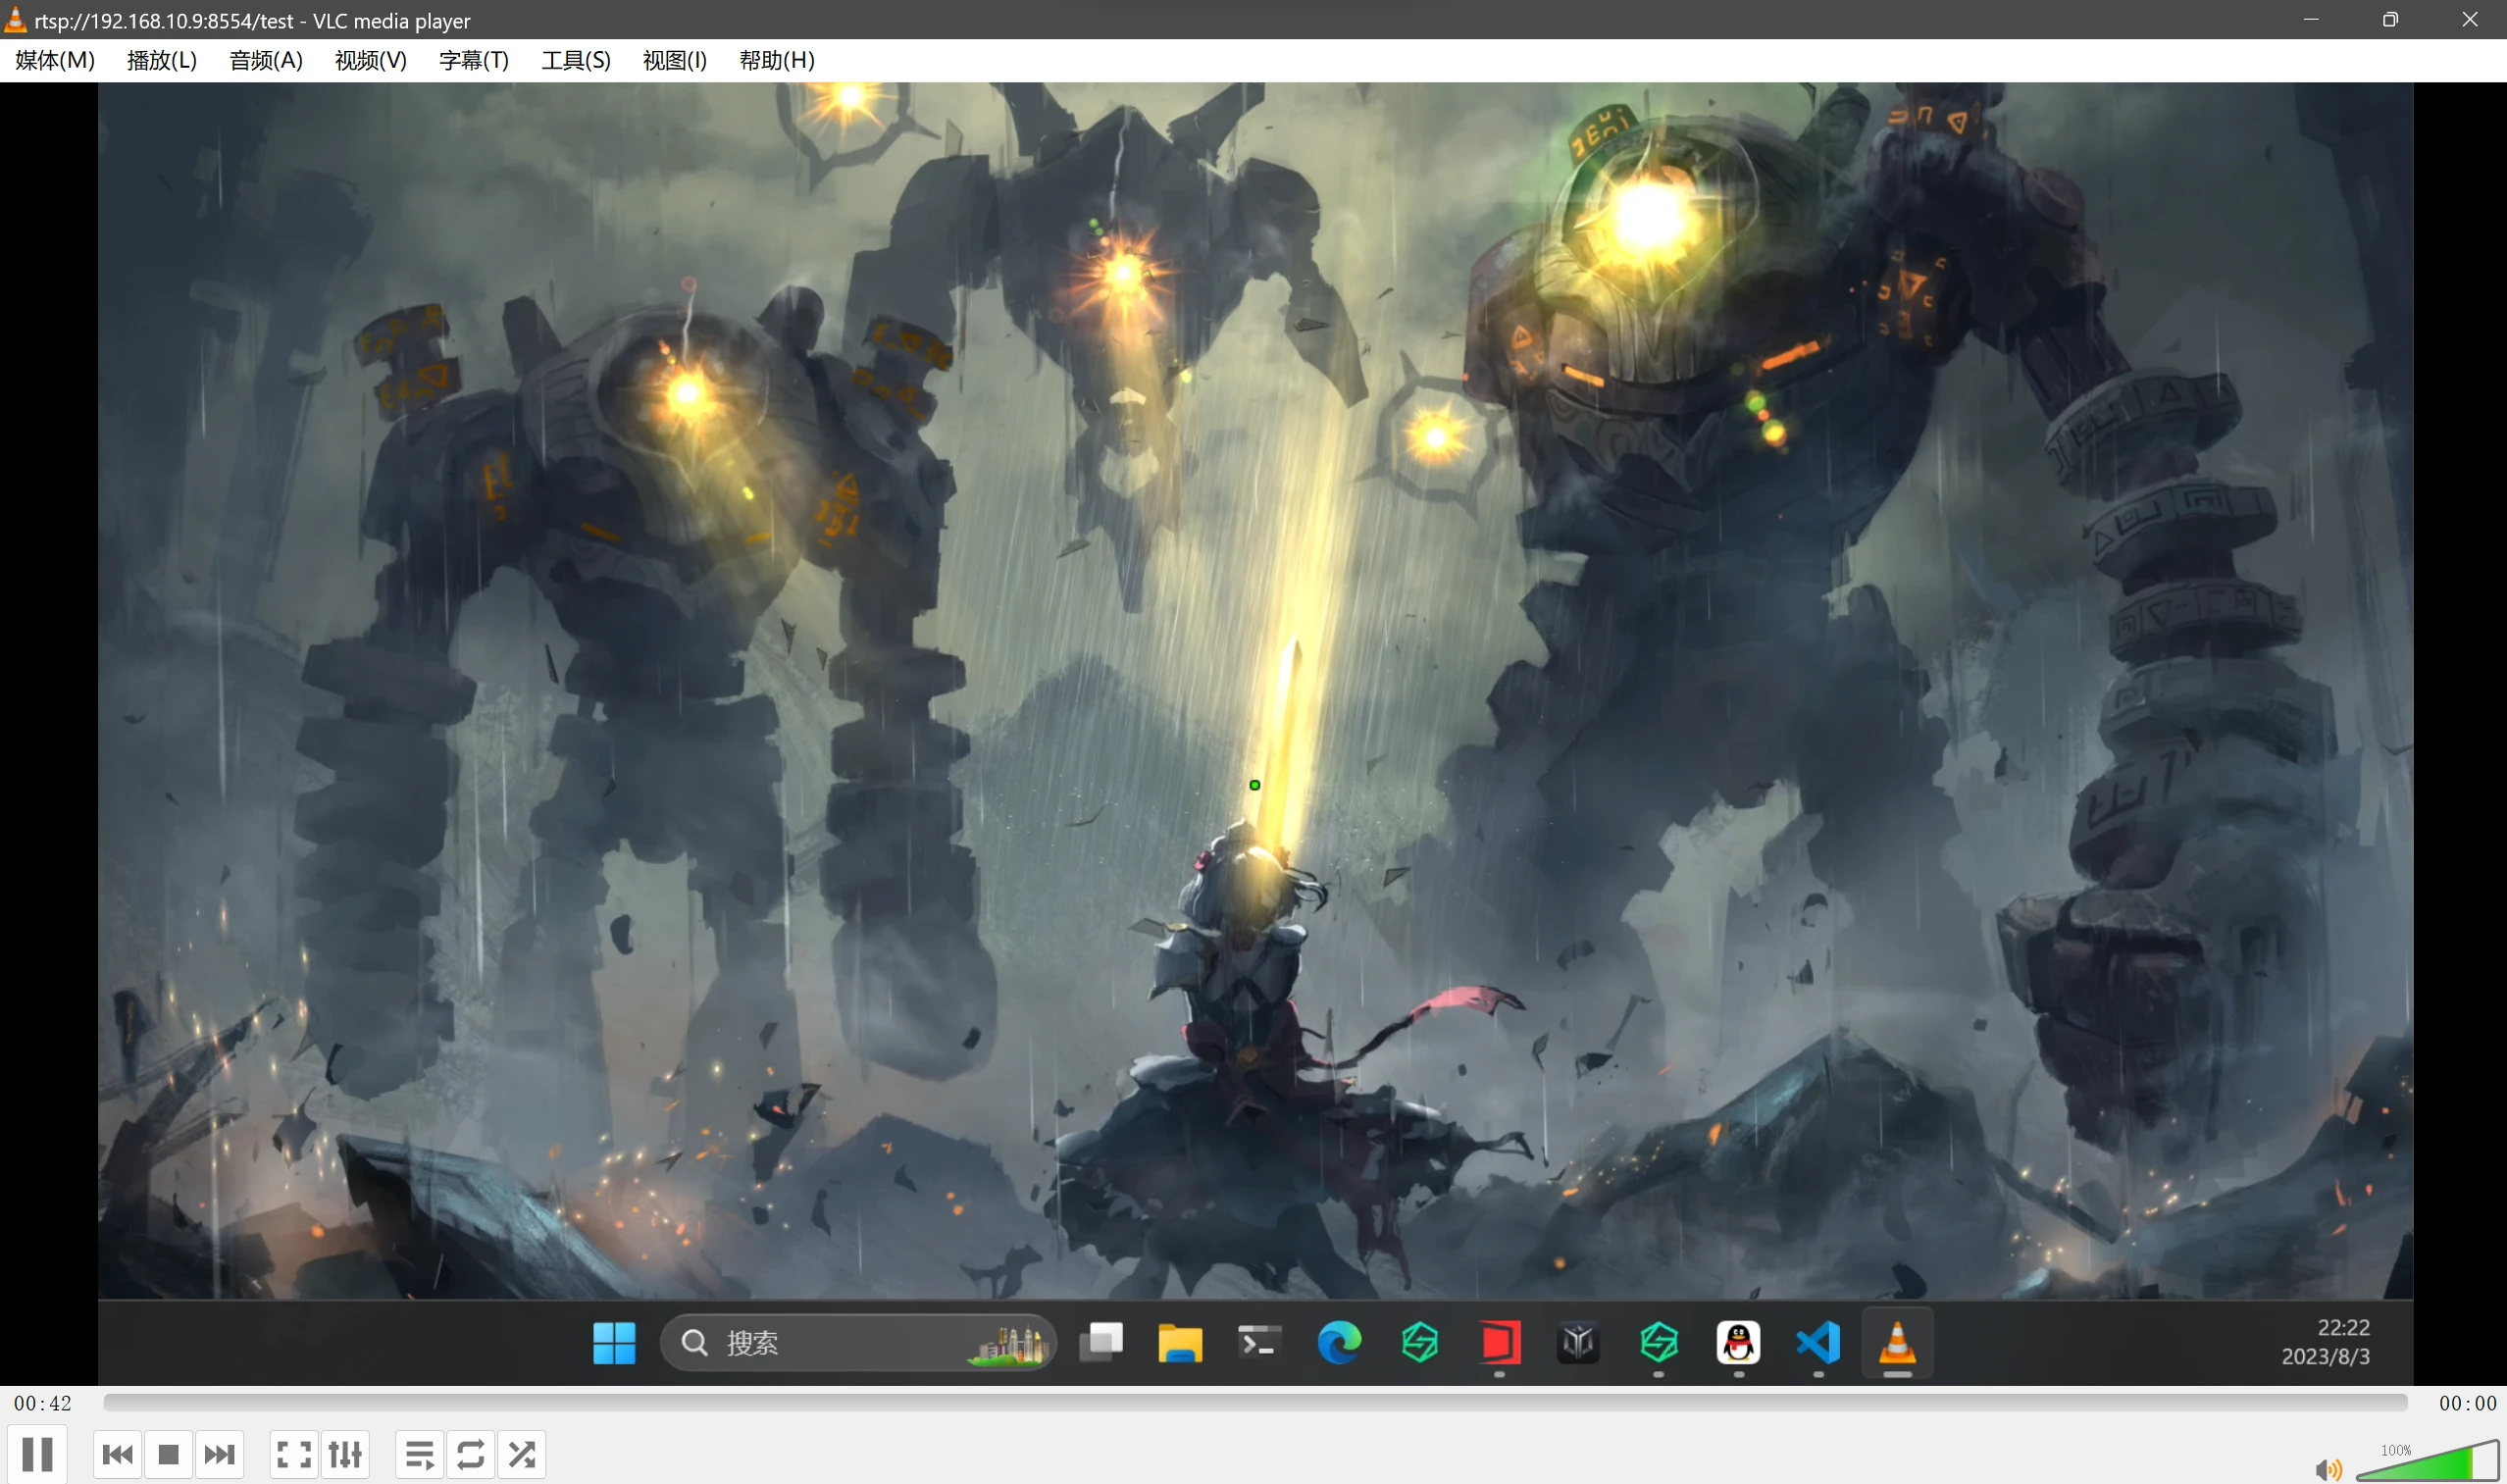 rtsp://192.168.10.9:8554/test - VLC media player
媒体(M) 播放(L) 音频(A) 视频(V) 字幕(T) 工具(S) 视图(I) 帮助(H)
搜索
22:22
2023/8/3
00:42
00:00
100%